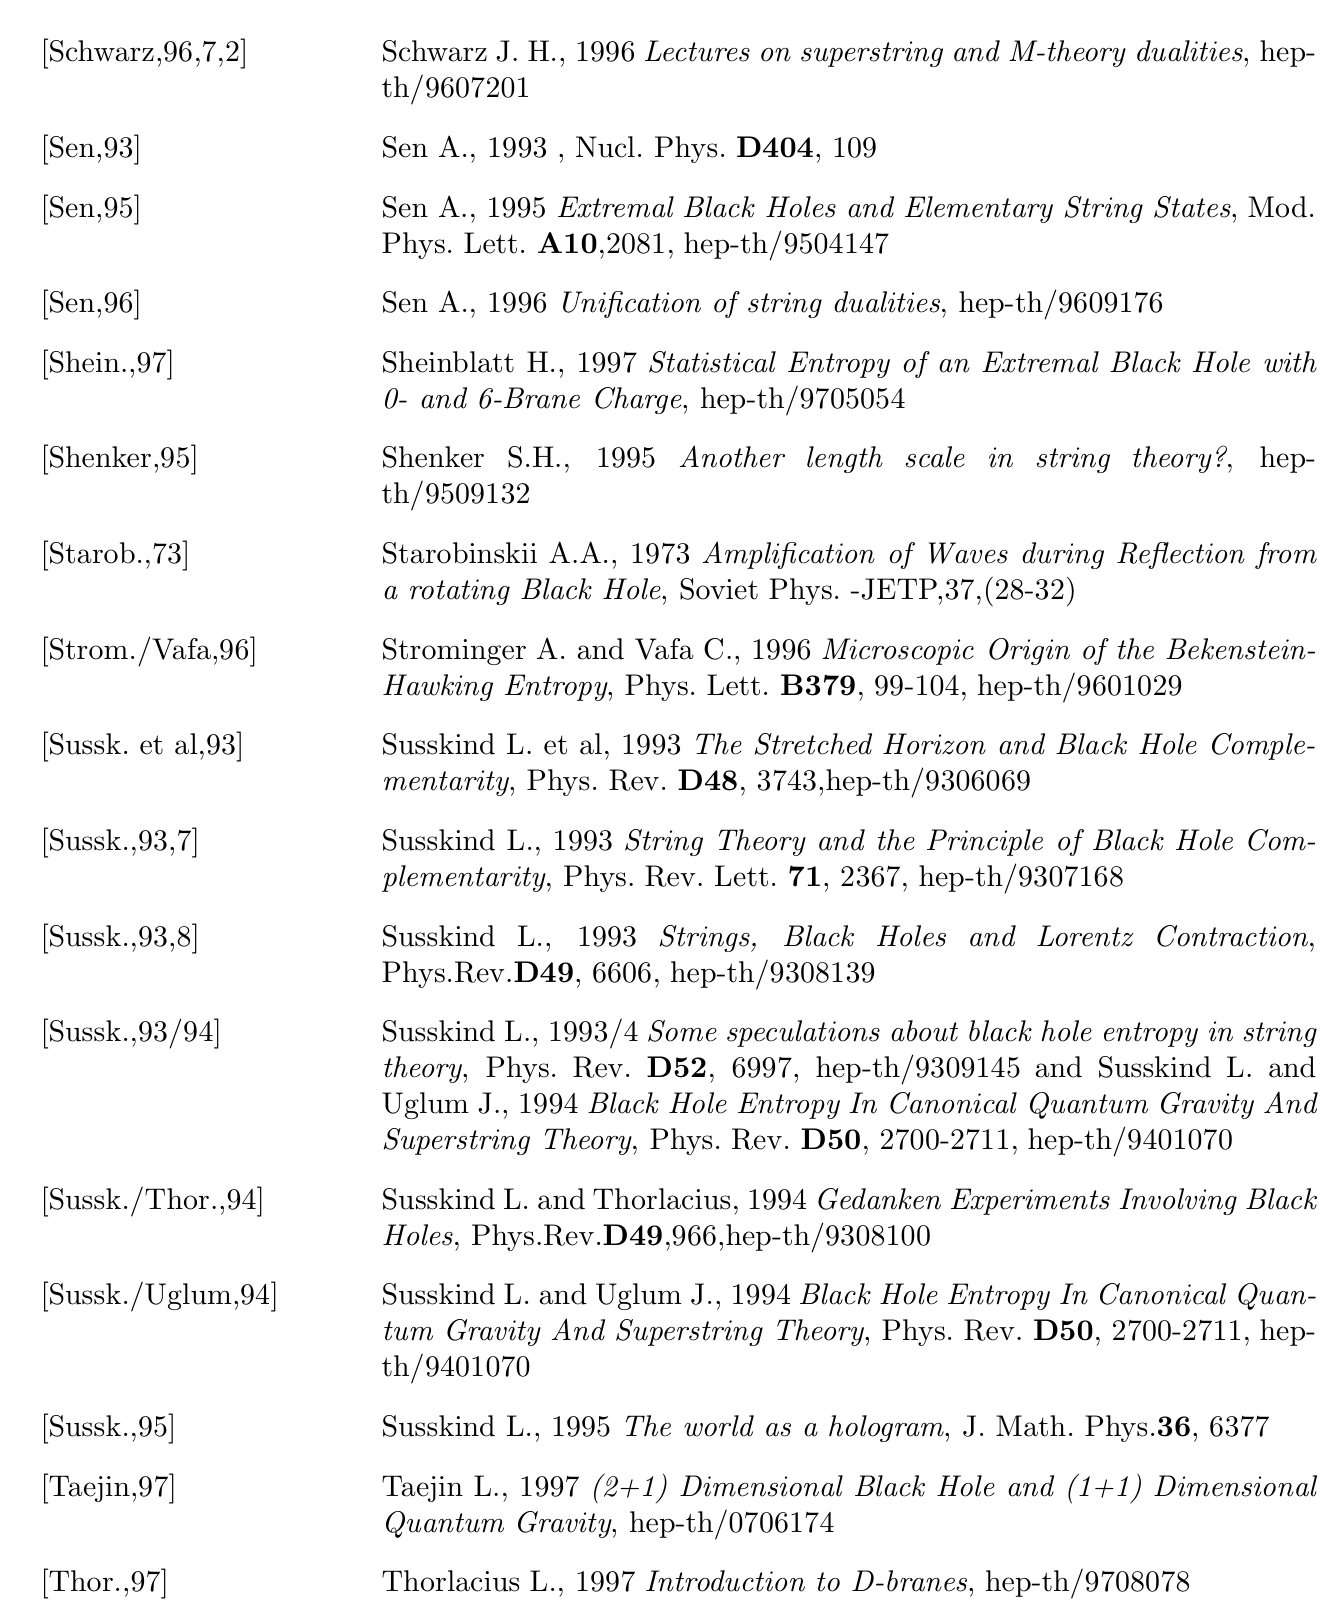 [Schwarz,96,7,2] Schwarz J. H., 1996 Lectures on superstring and M-theory dualities, hep-
th/9607201
[Sen,93] Sen A., 1993 , Nucl. Phys. D404, 109
[Sen,95] Sen A., 1995 Extremal Black Holes and Elementary String States, Mod.
Phys. Lett. A10,2081, hep-th/9504147
[Sen,96] Sen A., 1996 Unification of string dualities, hep-th/9609176
[Shein.,97] Sheinblatt H., 1997 Statistical Entropy of an Extremal Black Hole with
0- and 6-Brane Charge, hep-th/9705054
[Shenker,95] Shenker S.H., 1995 Another length scale in string theory?, hep-
th/9509132
[Starob.,73] Starobinskii A.A., 1973 Amplification of Waves during Reflection from
a rotating Black Hole, Soviet Phys. -JETP,37,(28-32)
[Strom./Vafa,96] Strominger A. and Vafa C., 1996 Microscopic Origin of the Bekenstein-
Hawking Entropy, Phys. Lett. B379, 99-104, hep-th/9601029
[Sussk. et al,93] Susskind L. et al, 1993 The Stretched Horizon and Black Hole Comple-
mentarity, Phys. Rev. D48, 3743,hep-th/9306069
[Sussk.,93,7] Susskind L., 1993 String Theory and the Principle of Black Hole Com-
plementarity, Phys. Rev. Lett. 71, 2367, hep-th/9307168
[Sussk.,93,8] Susskind L., 1993 Strings, Black Holes and Lorentz Contraction,
Phys.Rev.D49, 6606, hep-th/9308139
[Sussk.,93/94] Susskind L., 1993/4 Some speculations about black hole entropy in string
theory, Phys. Rev. D52, 6997, hep-th/9309145 and Susskind L. and
Uglum J., 1994 Black Hole Entropy In Canonical Quantum Gravity And
Superstring Theory, Phys. Rev. D50, 2700-2711, hep-th/9401070
[Sussk./Thor.,94] Susskind L. and Thorlacius, 1994 Gedanken Experiments Involving Black
Holes, Phys.Rev.D49,966,hep-th/9308100
[Sussk./Uglum,94] Susskind L. and Uglum J., 1994 Black Hole Entropy In Canonical Quan-
tum Gravity And Superstring Theory, Phys. Rev. D50, 2700-2711, hep-
th/9401070
[Sussk.,95] Susskind L., 1995 The world as a hologram, J. Math. Phys.36, 6377
[Taejin,97] Taejin L., 1997 (2+1) Dimensional Black Hole and (1+1) Dimensional
Quantum Gravity, hep-th/0706174
[Thor.,97] Thorlacius L., 1997 Introduction to D-branes, hep-th/9708078